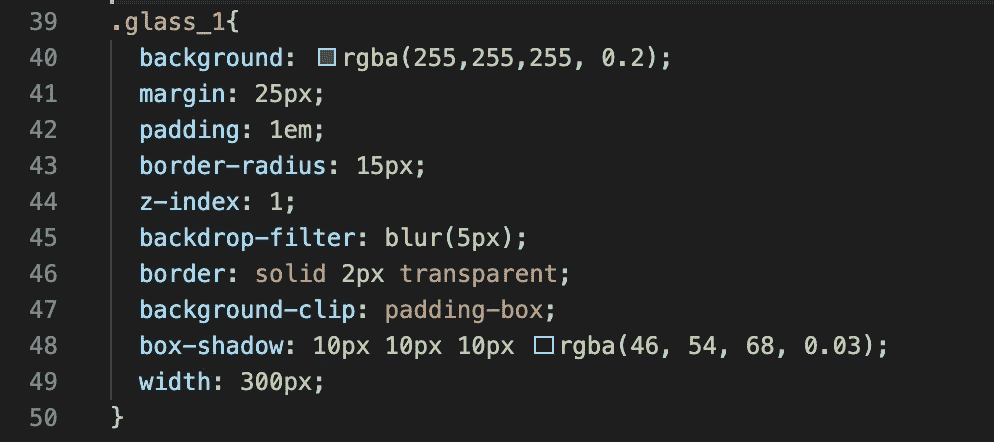 39 .glass_1{
40 background: rgba(255,255,255, 0.2);
41 margin: 25px;
42 padding: 1em;
43 border-radius: 15px;
44 z-index: 1;
45 backdrop-filter: blur(5px);
46 border: solid 2px transparent;
47 background-clip: padding-box;
48 box-shadow: 10px 10px 10px rgba(46, 54, 68, 0.03);
49 width: 300px;
50 }